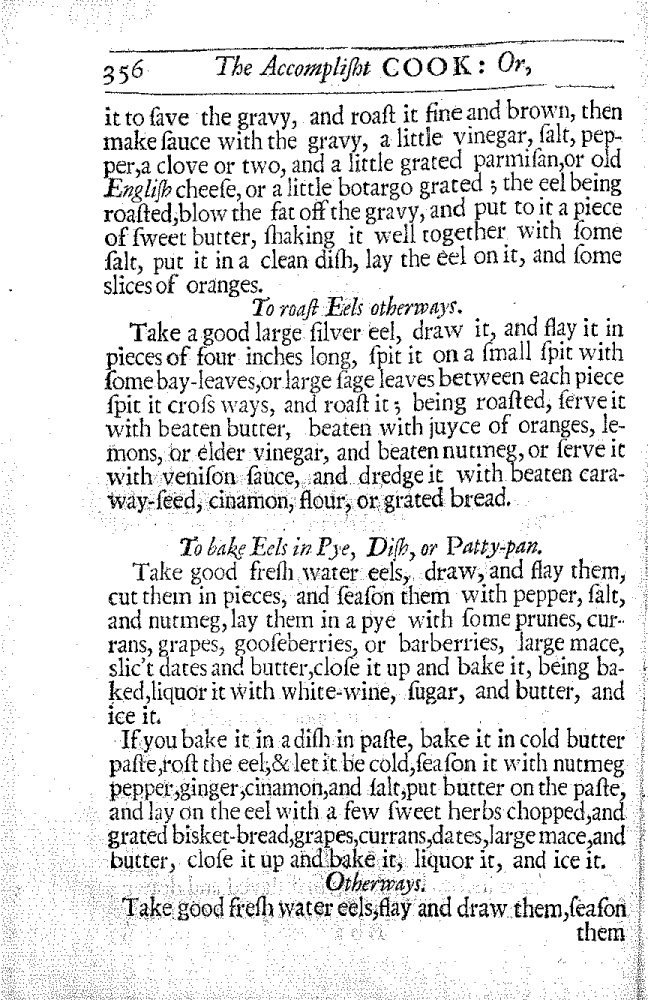 356 The Accompliſht COOK: Or,
it to ſave the gravy, and roaſt it fine and brown, then
make ſauce with the gravy, a little vinegar, ſalt, pep-
per,a clove or two, and a little grated parmiſan,or old
Engliſh cheeſe, or a little botargo grated ; the eel being
roaſted,blow the fat off the gravy, and put to it a piece
of ſweet butter, ſhaking it well together with ſome
ſalt, put it in a clean diſh, lay the eel on it, and ſome
slices of oranges.
To roaſt Eels otherways.
Take a good large ſilver eel, draw it, and flay it in
pieces of four inches long, ſpit it on a ſmall ſpit with
ſome bay-leaves,or large ſage leaves between each piece
ſpit it croſs ways, and roaſt it ; being roaſted, ſerve it
with beaten butter, beaten with juyce of oranges, le-
mons, or elder vinegar, and beaten nutmeg, or ſerve it
with veniſon ſauce, and dredge it with beaten cara-
way-ſeed, cinamon, flour, or grated bread.
To bake Eels in Pye, Diſh, or Patty-pan.
Take good freſh water eels, draw, and flay them,
cut them in pieces, and ſeaſon them with pepper, ſalt,
and nutmeg, lay them in a pye with ſome prunes, cur-
rans, grapes, gooſeberries, or barberries, large mace,
slic't dates and butter,cloſe it up and bake it, being ba-
ked,liquor it with white-wine, ſugar, and butter, and
ice it.
If you bake it in a diſh in paſte, bake it in cold butter
paſte,roſt the eel,& let it be cold,ſeaſon it with nutmeg
pepper,ginger,cinamon,and ſalt,put butter on the paſte,
and lay on the eel with a few ſweet herbs chopped,and
grated bisket-bread,grapes,currans,dates,large mace,and
butter, cloſe it up and bake it, liquor it, and ice it.
Otherways.
Take good freſh water eels,flay and draw them,ſeaſon
them